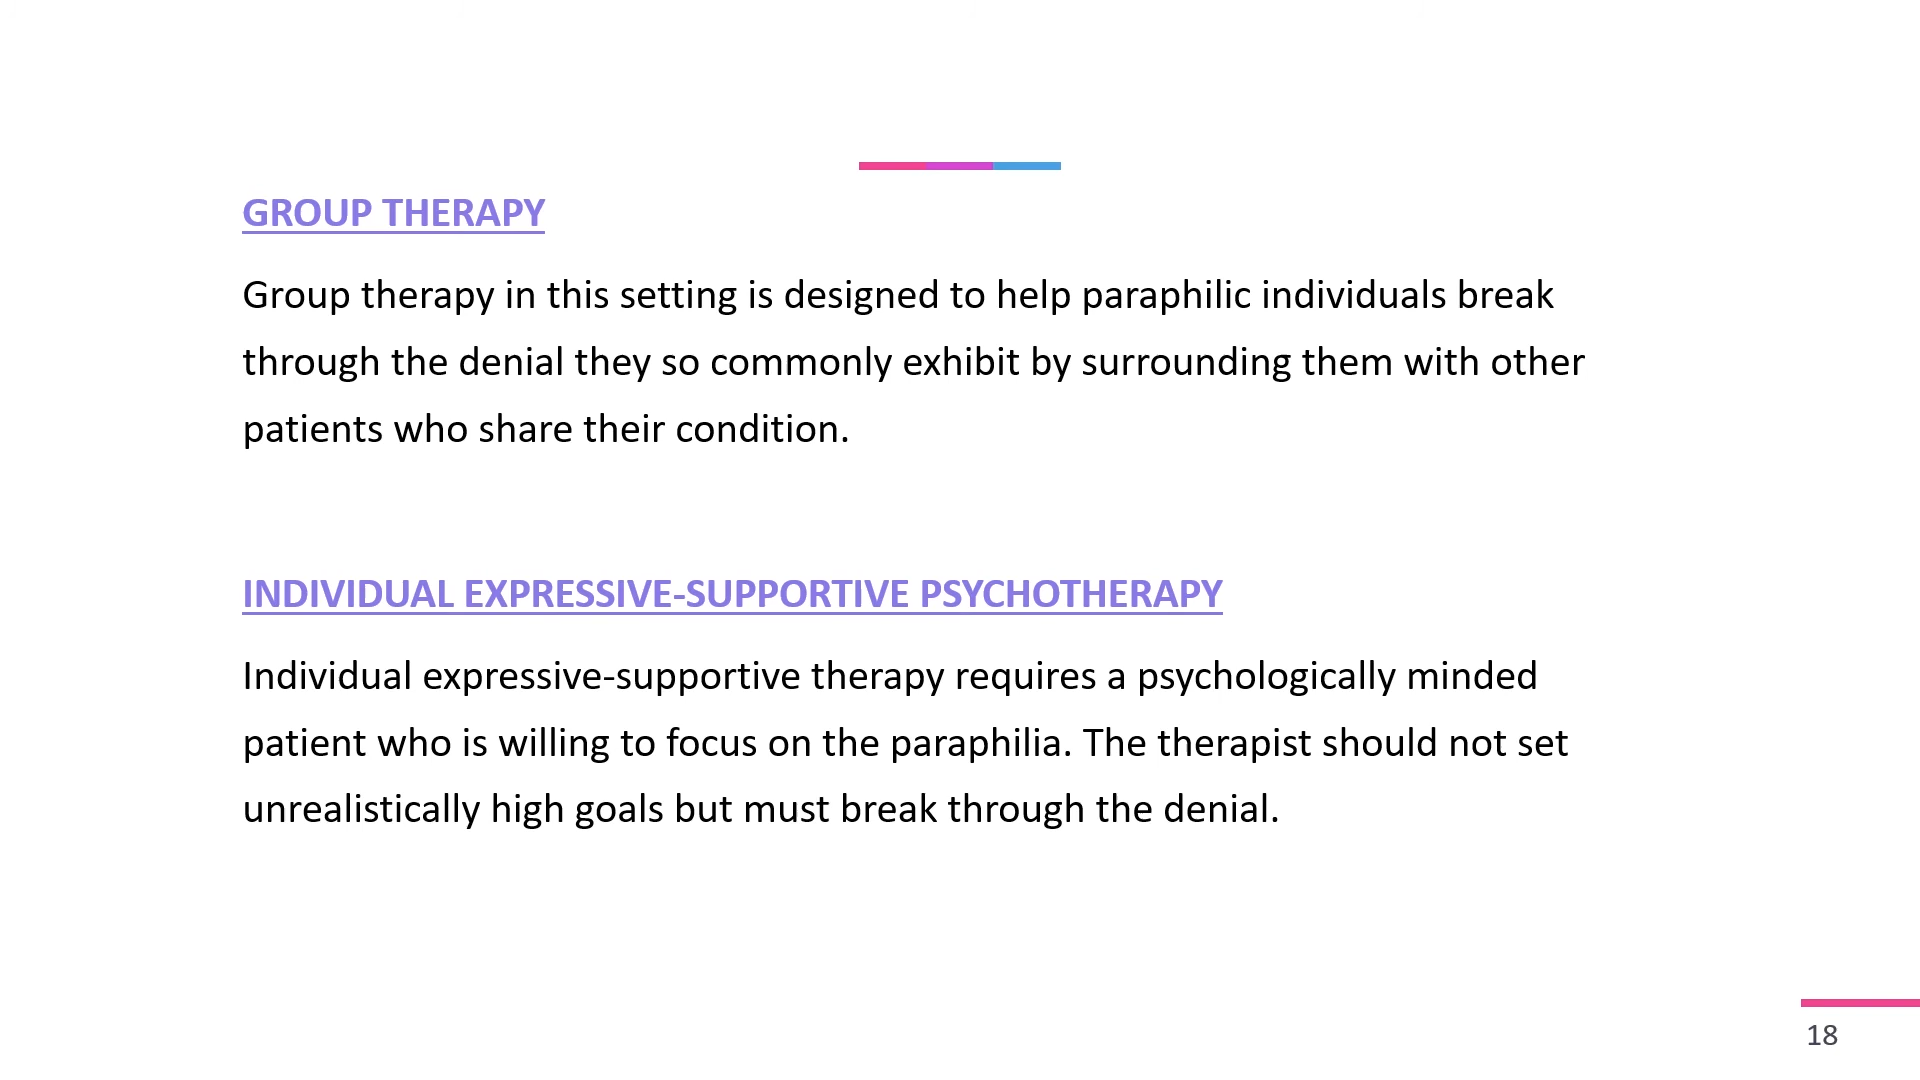 GROUP THERAPY
Group therapy in this setting is designed to help paraphilic individuals break
through the denial they so commonly exhibit by surrounding them with other
patients who share their condition.
INDIVIDUAL EXPRESSIVE-SUPPORTIVE PSYCHOTHERAPY
Individual expressive-supportive therapy requires a psychologically minded
patient who is willing to focus on the paraphilia. The therapist should not set
unrealistically high goals but must break through the denial.
18